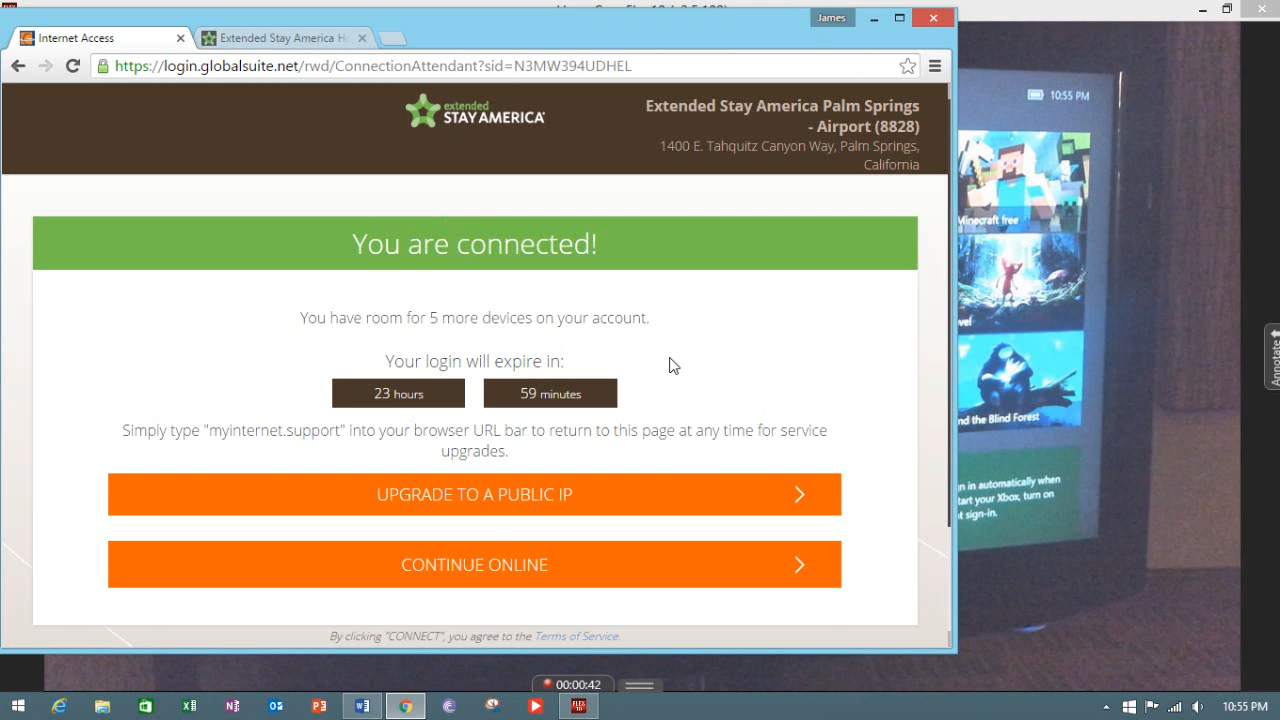 James
Internet Access
Extended Stay America H
https://login.globalsuite.net/rwd/ConnectionAttendant?sid=N3MW394UDHEL
extended
STAY AMERICA
Extended Stay America Palm Springs
- Airport (8828)
1400 E. Tahquitz Canyon Way, Palm Springs,
California
You are connected!
You have room for 5 more devices on your account.
Your login will expire in:
23 hours
59 minutes
Simply type "myinternet.support" into your browser URL bar to return to this page at any time for service
upgrades.
UPGRADE TO A PUBLIC IP
CONTINUE ONLINE
By clicking "CONNECT", you agree to the Terms of Service.
10:55 PM
Minecraft free
vel
nd the Blind Forest
n in automatically when
tart your Xbox, turn on
t sign-in.
Annotate
00:00:42
10:55 PM